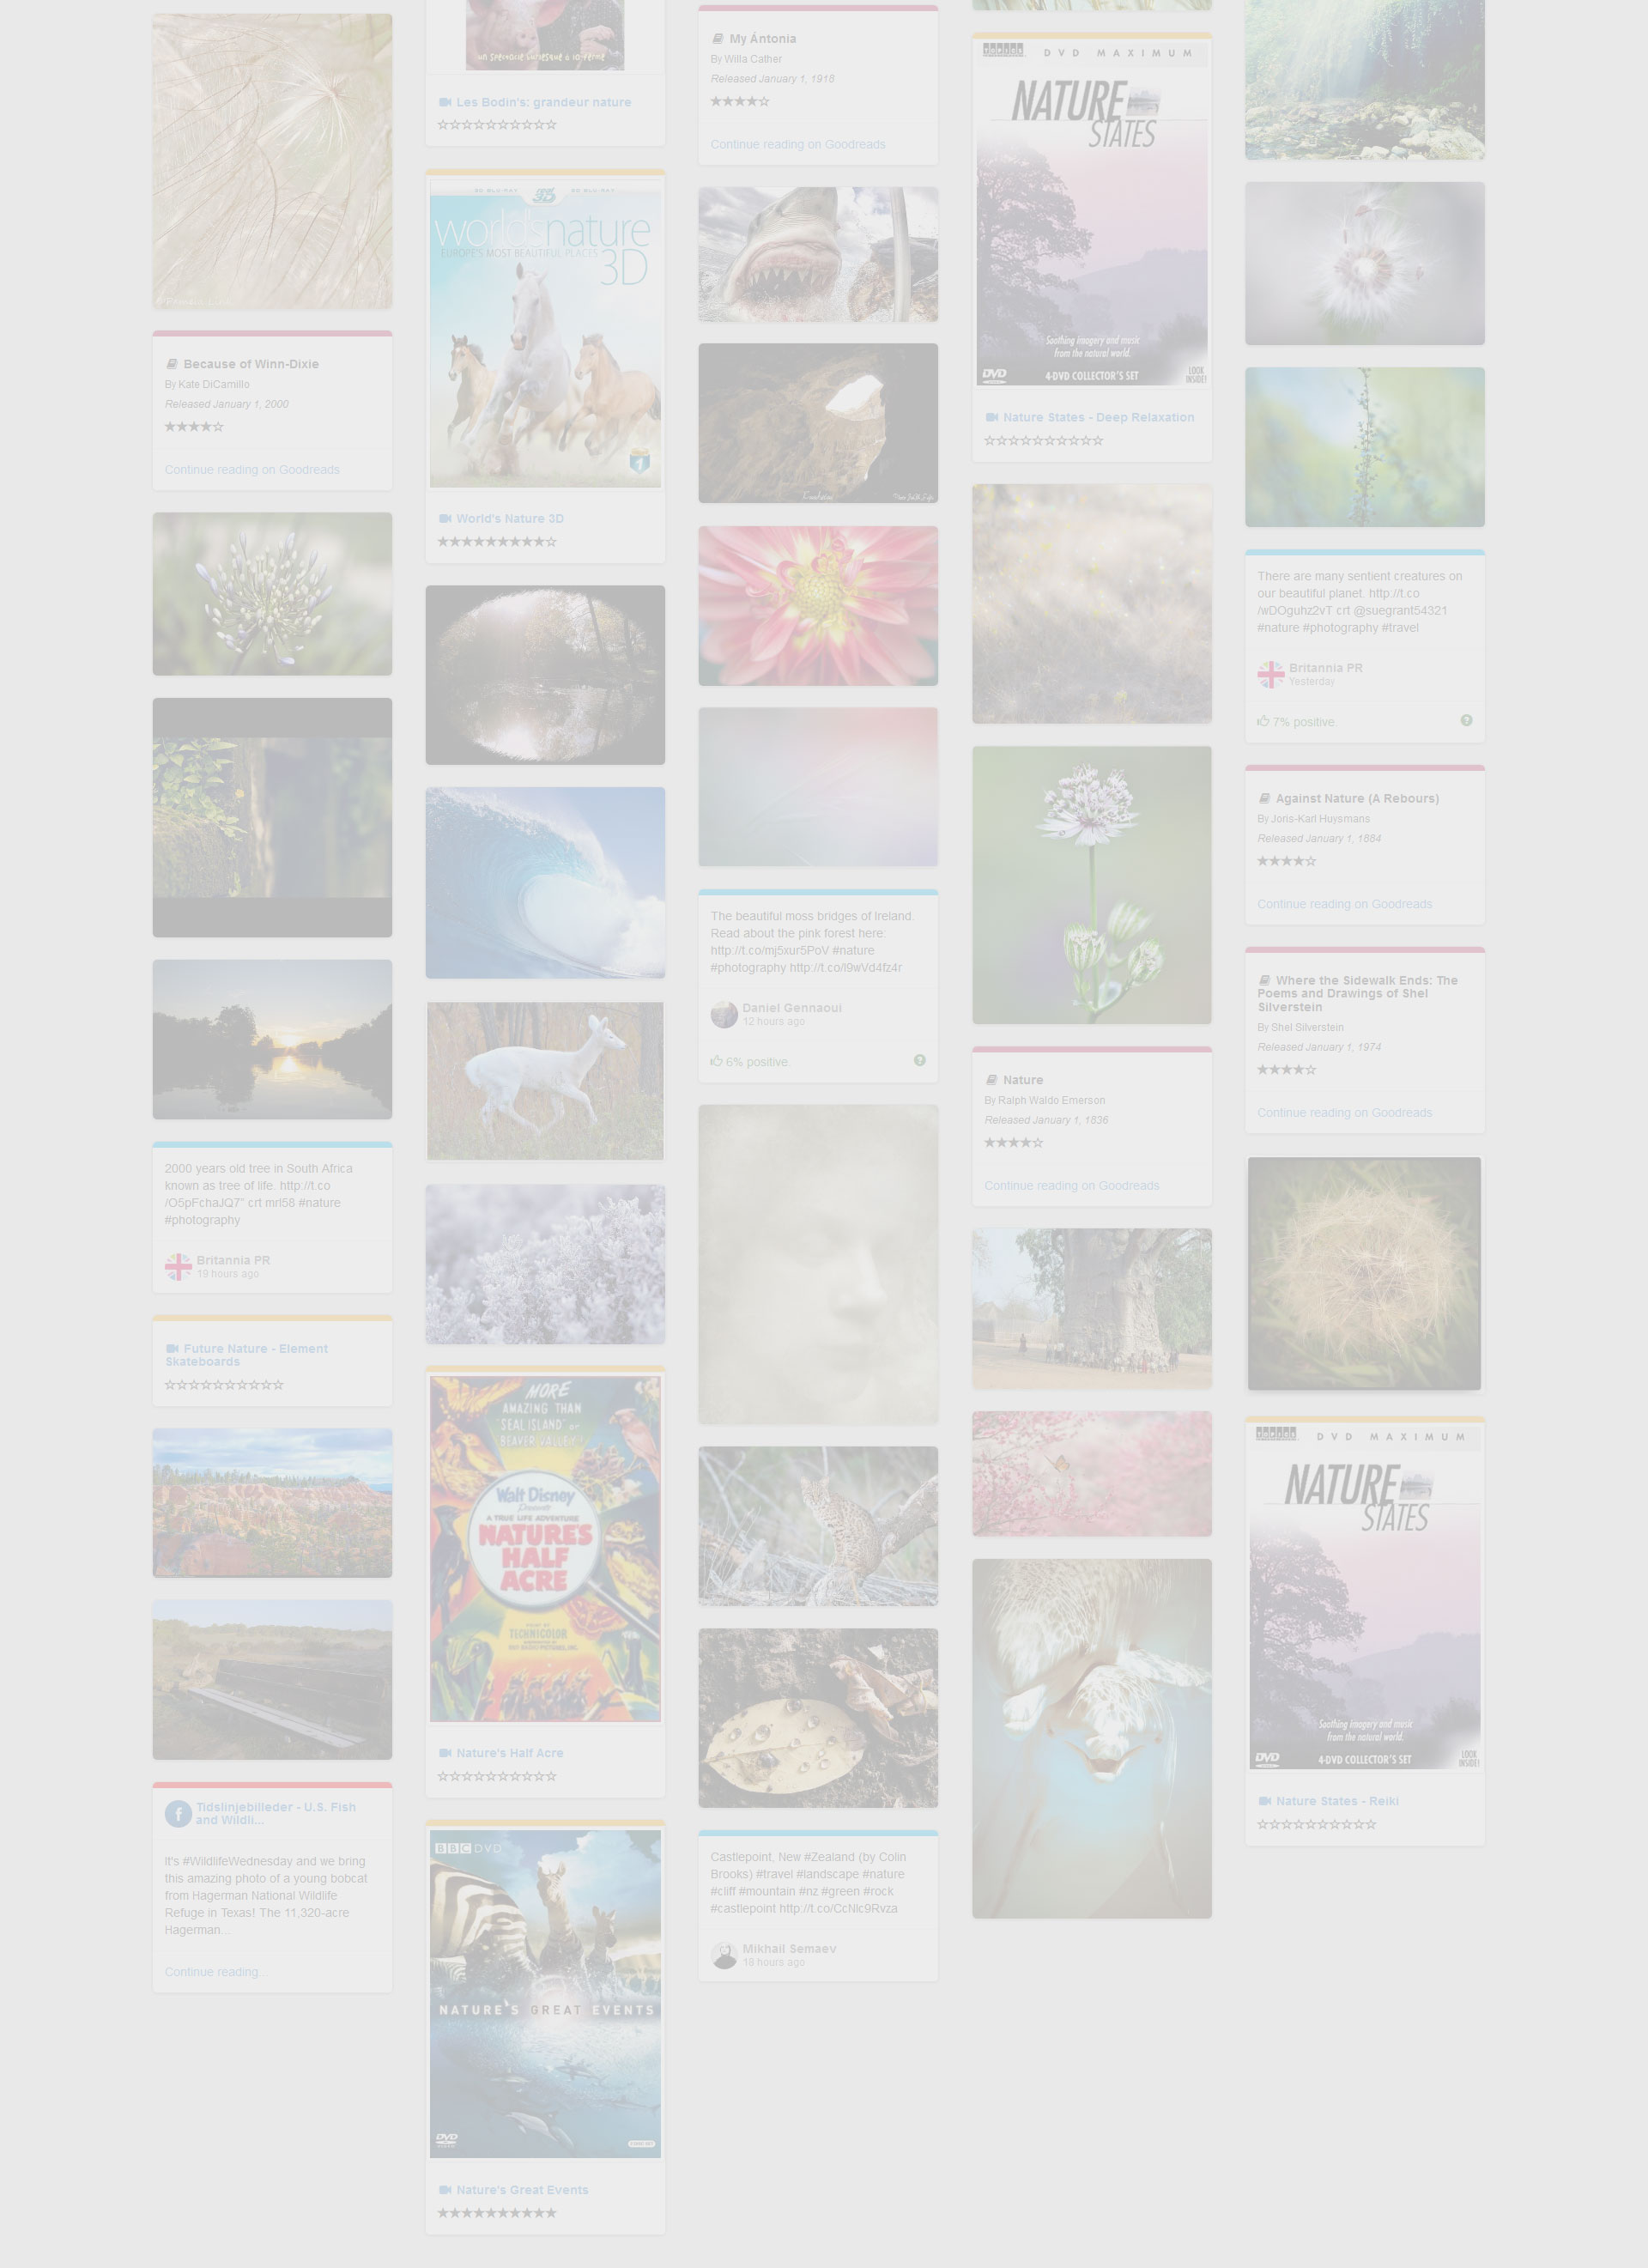 Because of Winn-Dixie
By Kate DiCamillo
Released January 1, 2000
★★★★☆
Continue reading on Goodreads
2000 years old tree in South Africa
known as tree of life. http://t.co
/O5pFchaJQ7” crt mrl58 #nature
#photography
Britannia PR
19 hours ago
Future Nature - Element
Skateboards
☆☆☆☆☆☆☆☆☆☆
f
Tidslinjebilleder - U.S. Fish
and Wildli...
It's #WildlifeWednesday and we bring
this amazing photo of a young bobcat
from Hagerman National Wildlife
Refuge in Texas! The 11,320-acre
Hagerman...
Continue reading...
Les Bodin's: grandeur nature
☆☆☆☆☆☆☆☆☆☆
3D
world'snature
EUROPE'S MOST BEAUTIFUL PLACES
3D
World's Nature 3D
★★★★★★★★★☆
MORE
AMAZING THAN
"SEAL ISLAND" or
BEAVER VALLEY!
Walt Disney
Presents
A TRUE LIFE ADVENTURE
NATURE'S
HALF
ACRE
TECHNICOLOR
Nature's Half Acre
☆☆☆☆☆☆☆☆☆☆
BBC DVD
NATURE'S GREAT EVENTS
DVD
Nature's Great Events
★★★★★★★★★★
My Ántonia
By Willa Cather
Released January 1, 1918
★★★★☆
Continue reading on Goodreads
The beautiful moss bridges of Ireland.
Read about the pink forest here:
http://t.co/mj5xur5PoV #nature
#photography http://t.co/l9wVd4fz4r
Daniel Gennaoui
12 hours ago
6% positive.
?
Castlepoint, New #Zealand (by Colin
Brooks) #travel #landscape #nature
#cliff #mountain #nz #green #rock
#castlepoint http://t.co/CcNlc9Rvza
Mikhail Semaev
18 hours ago
DVD MAXIMUM
NATURE
STATES
Soothing imagery and music
from the natural world.
DVD
4-DVD COLLECTOR'S SET
LOOK
INSIDE!
Nature States - Deep Relaxation
☆☆☆☆☆☆☆☆☆☆
Nature
By Ralph Waldo Emerson
Released January 1, 1836
★★★★☆
Continue reading on Goodreads
There are many sentient creatures on
our beautiful planet. http://t.co
/wDOguhz2vT crt @suegrant54321
#nature #photography #travel
Britannia PR
Yesterday
7% positive.
?
Against Nature (A Rebours)
By Joris-Karl Huysmans
Released January 1, 1884
★★★★☆
Continue reading on Goodreads
Where the Sidewalk Ends: The
Poems and Drawings of Shel
Silverstein
By Shel Silverstein
Released January 1, 1974
★★★★☆
Continue reading on Goodreads
DVD MAXIMUM
NATURE
STATES
Soothing imagery and music
from the natural world.
DVD
4-DVD COLLECTOR'S SET
LOOK
INSIDE!
Nature States - Reiki
☆☆☆☆☆☆☆☆☆☆